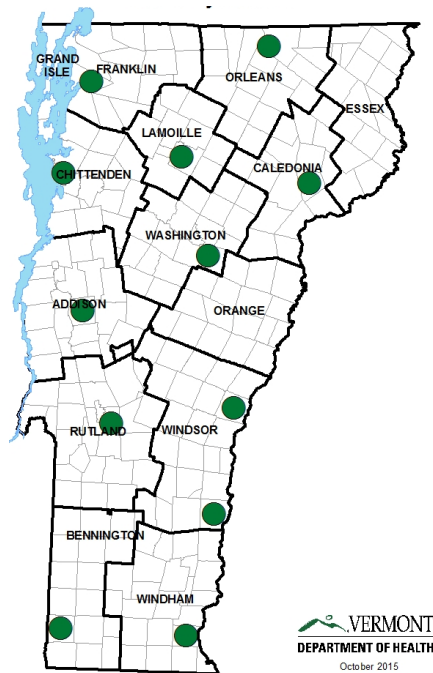 GRAND
ISLE
FRANKLIN
ORLEANS
ESSEX
LAMOILLE
CALEDONIA
CHITTENDEN
WASHINGTON
ADDISON
ORANGE
RUTLAND
WINDSOR
BENNINGTON
WINDHAM
VERMONT
DEPARTMENT OF HEALTH
October 2015